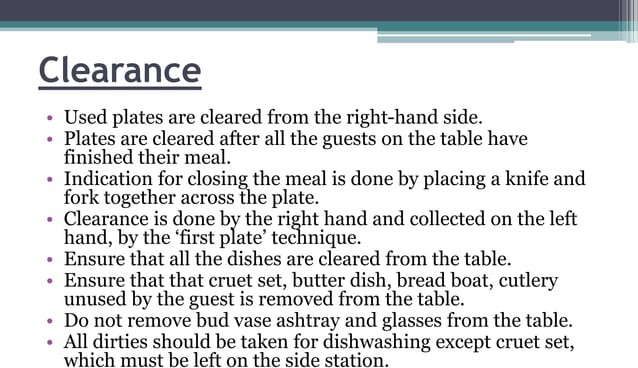 Clearance
• Used plates are cleared from the right-hand side.
• Plates are cleared after all the guests on the table have
finished their meal.
• Indication for closing the meal is done by placing a knife and
fork together across the plate.
• Clearance is done by the right hand and collected on the left
hand, by the ‘first plate’ technique.
• Ensure that all the dishes are cleared from the table.
• Ensure that that cruet set, butter dish, bread boat, cutlery
unused by the guest is removed from the table.
• Do not remove bud vase ashtray and glasses from the table.
• All dirties should be taken for dishwashing except cruet set,
which must be left on the side station.